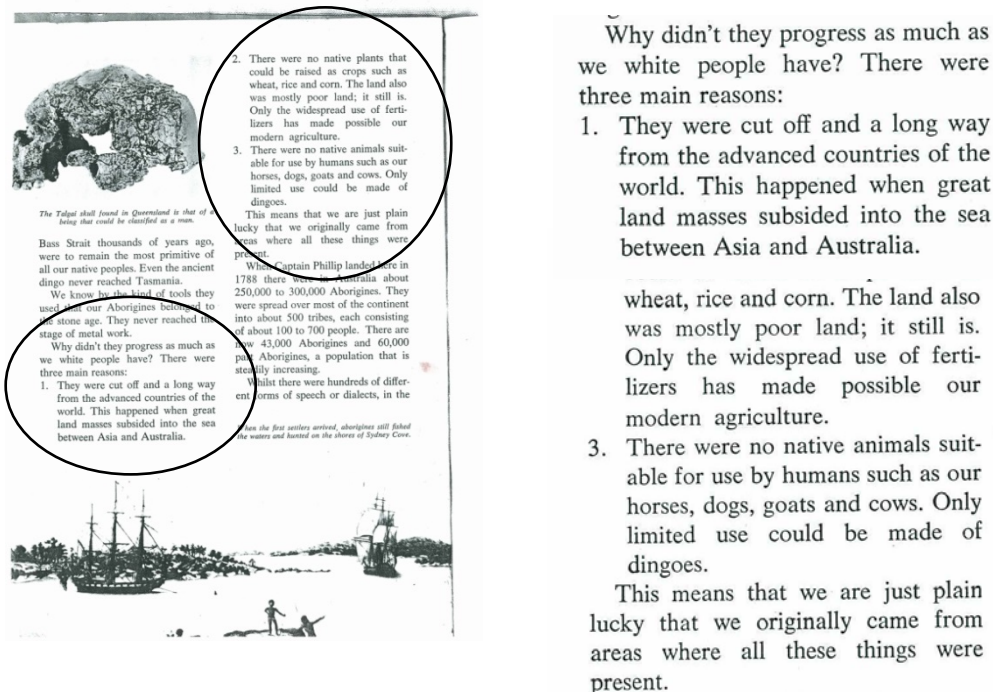 The Talgai skull found in Queensland is that of a
being that could be classified as a man.
Bass Strait thousands of years ago,
were to remain the most primitive of
all our native peoples. Even the ancient
dingo never reached Tasmania.
We know by the kind of tools they
used that our Aborigines belonged to
the stone age. They never reached the
stage of metal work.
Why didn't they progress as much as
we white people have? There were
three main reasons:
1. They were cut off and a long way
from the advanced countries of the
world. This happened when great
land masses subsided into the sea
between Asia and Australia.
2. There were no native plants that
could be raised as crops such as
wheat, rice and corn. The land also
was mostly poor land; it still is.
Only the widespread use of ferti-
lizers has made possible our
modern agriculture.
3. There were no native animals suit-
able for use by humans such as our
horses, dogs, goats and cows. Only
limited use could be made of
dingoes.
This means that we are just plain
lucky that we originally came from
areas where all these things were
present.
When Captain Phillip landed here in
1788 there were in Australia about
250,000 to 300,000 Aborigines. They
were spread over most of the continent
into about 500 tribes, each consisting
of about 100 to 700 people. There are
now 43,000 Aborigines and 60,000
part Aborigines, a population that is
steadily increasing.
Whilst there were hundreds of differ-
ent forms of speech or dialects, in the
When the first settlers arrived, aborigines still fished
the waters and hunted on the shores of Sydney Cove.
Why didn't they progress as much as
we white people have? There were
three main reasons:
1. They were cut off and a long way
from the advanced countries of the
world. This happened when great
land masses subsided into the sea
between Asia and Australia.
wheat, rice and corn. The land also
was mostly poor land; it still is.
Only the widespread use of ferti-
lizers has made possible our
modern agriculture.
3. There were no native animals suit-
able for use by humans such as our
horses, dogs, goats and cows. Only
limited use could be made of
dingoes.
This means that we are just plain
lucky that we originally came from
areas where all these things were
present.